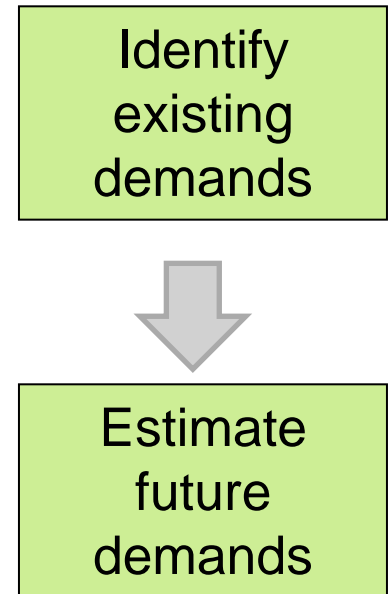 Identify
existing
demands
Estimate
future
demands